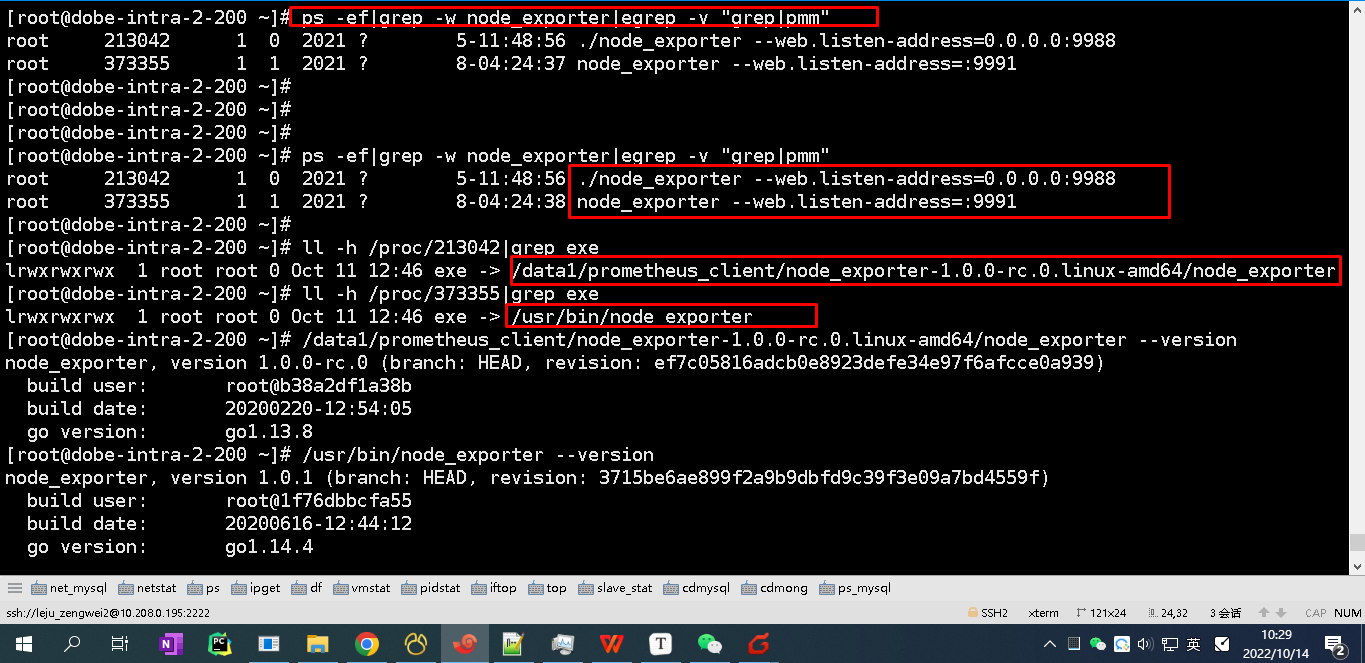 [root@dobe-intra-2-200 ~]# ps -ef|grep -w node_exporter|egrep -v "grep|pmm"
root     213042      1  0  2021 ?        5-11:48:56 ./node_exporter --web.listen-address=0.0.0.0:9988
root     373355      1  1  2021 ?        8-04:24:37 node_exporter --web.listen-address=:9991
[root@dobe-intra-2-200 ~]#
[root@dobe-intra-2-200 ~]#
[root@dobe-intra-2-200 ~]#
[root@dobe-intra-2-200 ~]# ps -ef|grep -w node_exporter|egrep -v "grep|pmm"
root     213042      1  0  2021 ?        5-11:48:56 ./node_exporter --web.listen-address=0.0.0.0:9988
root     373355      1  1  2021 ?        8-04:24:38 node_exporter --web.listen-address=:9991
[root@dobe-intra-2-200 ~]#
[root@dobe-intra-2-200 ~]# ll -h /proc/213042|grep exe
lrwxrwxrwx  1 root root 0 Oct 11 12:46 exe -> /data1/prometheus_client/node_exporter-1.0.0-rc.0.linux-amd64/node_exporter
[root@dobe-intra-2-200 ~]# ll -h /proc/373355|grep exe
lrwxrwxrwx  1 root root 0 Oct 11 12:46 exe -> /usr/bin/node_exporter
[root@dobe-intra-2-200 ~]# /data1/prometheus_client/node_exporter-1.0.0-rc.0.linux-amd64/node_exporter --version
node_exporter, version 1.0.0-rc.0 (branch: HEAD, revision: ef7c05816adcb0e8923defe34e97f6afcce0a939)
  build user:       root@b38a2df1a38b
  build date:       20200220-12:54:05
  go version:       go1.13.8
[root@dobe-intra-2-200 ~]# /usr/bin/node_exporter --version
node_exporter, version 1.0.1 (branch: HEAD, revision: 3715be6ae899f2a9b9dbfd9c39f3e09a7bd4559f)
  build user:       root@1f76dbbcfa55
  build date:       20200616-12:44:12
  go version:       go1.14.4
net_mysql netstat ps ipget df vmstat pidstat iftop top slave_stat cdmysql cdmong ps_mysql
ssh://leju_zengwei2@10.208.0.195:2222 SSH2 xterm 121x24 24,32 3 会话 CAP NUM
N PC W T 英 10:29
2022/10/14 2